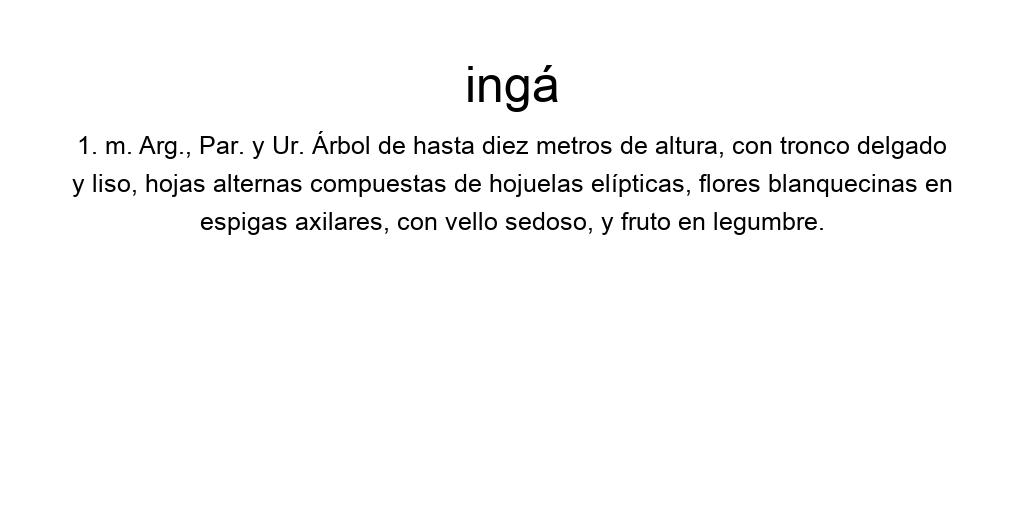 ingá
1. m. Arg., Par. y Ur. Árbol de hasta diez metros de altura, con tronco delgado
y liso, hojas alternas compuestas de hojuelas elípticas, flores blanquecinas en
espigas axilares, con vello sedoso, y fruto en legumbre.